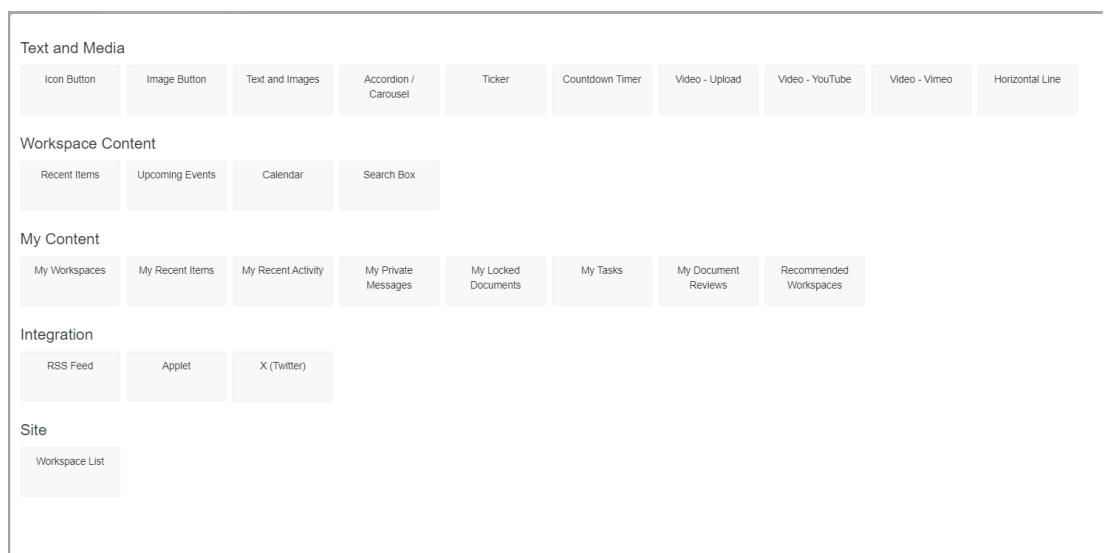 Text and Media
Icon Button
Image Button
Text and Images
Accordion /
Carousel
Ticker
Countdown Timer
Video - Upload
Video - YouTube
Video - Vimeo
Horizontal Line
Workspace Content
Recent Items
Upcoming Events
Calendar
Search Box
My Content
My Workspaces
My Recent Items
My Recent Activity
My Private
Messages
My Locked
Documents
My Tasks
My Document
Reviews
Recommended
Workspaces
Integration
RSS Feed
Applet
X (Twitter)
Site
Workspace List